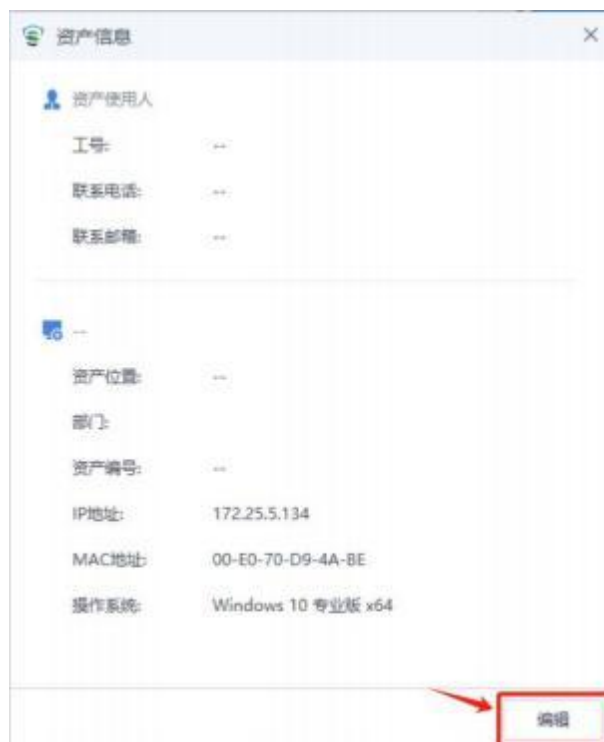 资产信息
资产使用人
工号: --
联系电话: --
联系邮箱: --
--
资产位置: --
部门:
资产编号: --
IP地址: 172.25.5.134
MAC地址: 00-E0-70-D9-4A-BE
操作系统: Windows 10 专业版 x64
编辑